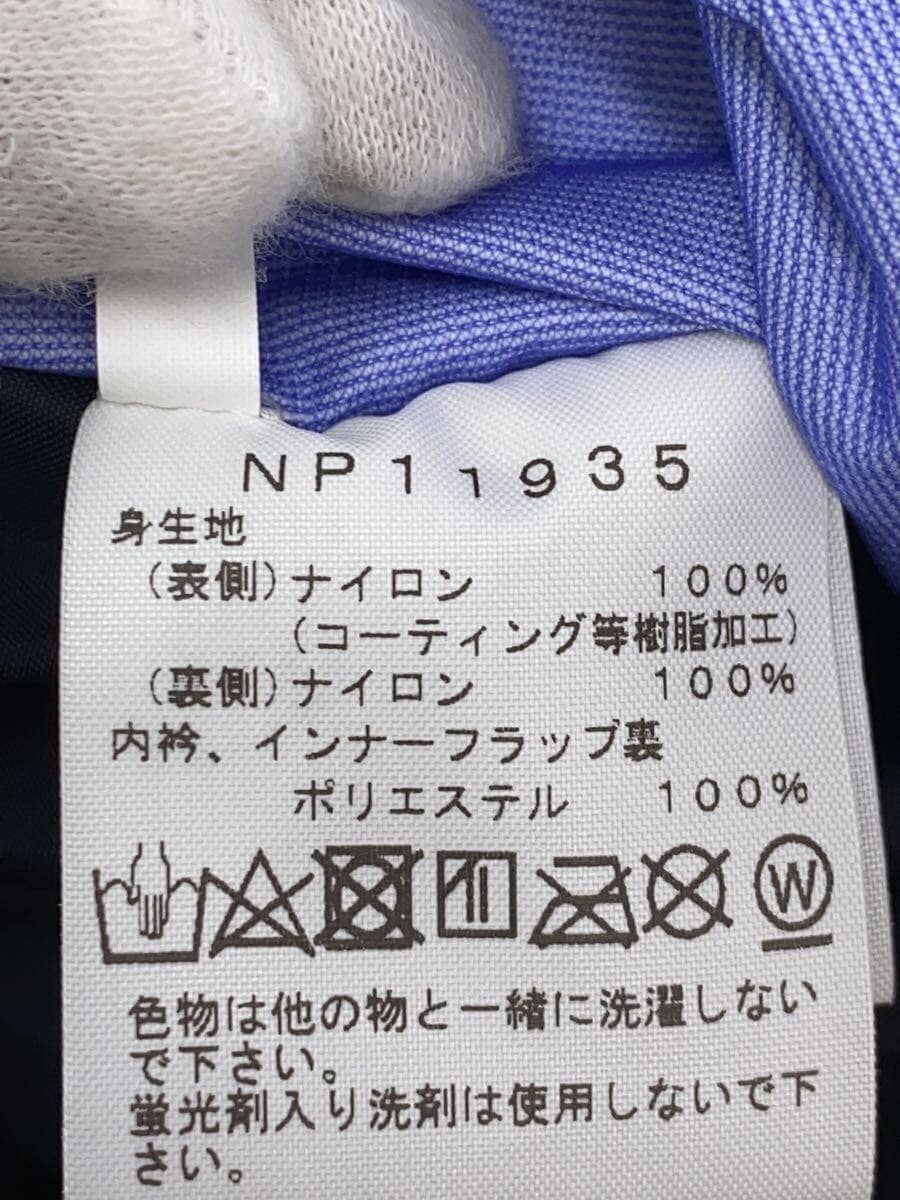 NP11935
身生地
(表側)ナイロン 100%
(コーティング等樹脂加工)
(裏側)ナイロン 100%
内衿、インナーフラップ裏
ポリエステル 100%
W
色物は他の物と一緒に洗濯しない
で下さい。
蛍光剤入り洗剤は使用しないで下
さい。